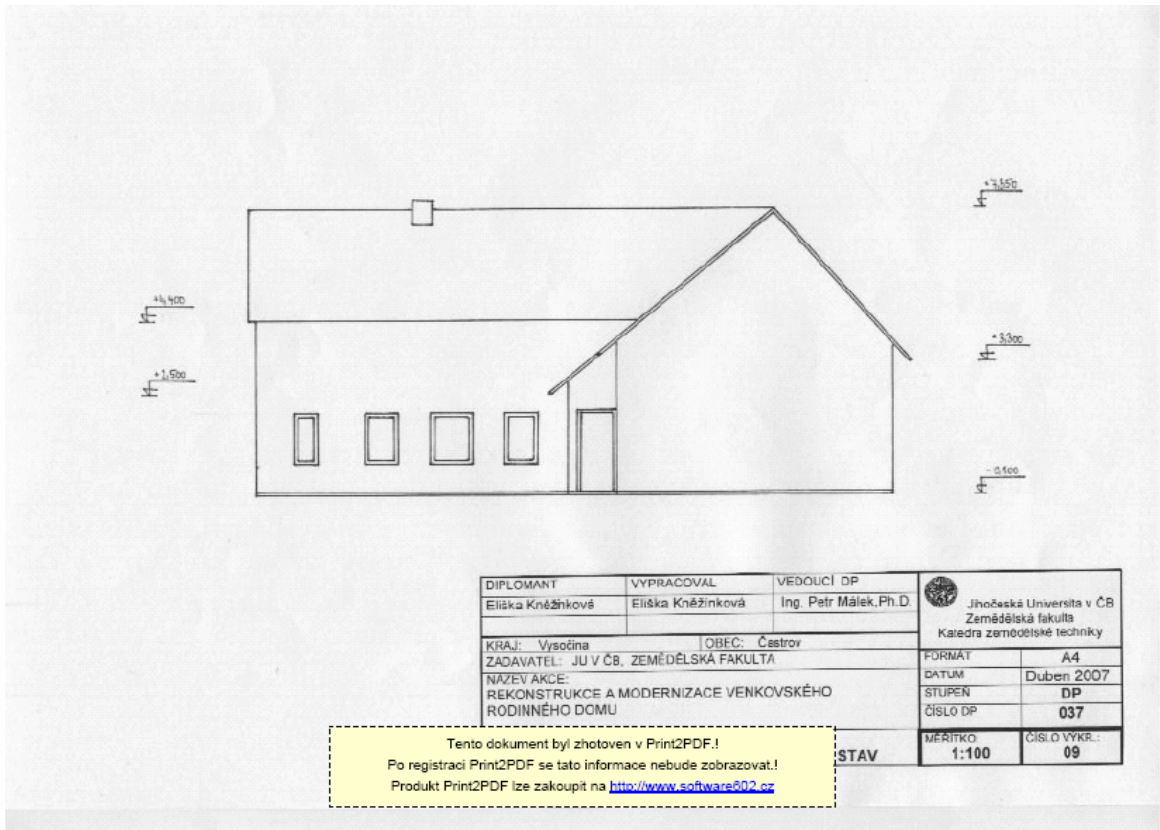 +7,350
+4,400
+3,300
+2,500
-0,100
DIPLOMANT VYPRACOVAL VEDOUCÍ DP
Eliška Kněžínková Eliška Kněžínková Ing. Petr Málek,Ph.D.
Jihočeská Universita v ČB
Zemědělská fakulta
Katedra zemědělské techniky
KRAJ: Vysočina OBEC: Častrov
ZADAVATEL: JU V ČB, ZEMĚDĚLSKÁ FAKULTA
FORMÁT A4
NÁZEV AKCE:
DATUM Duben 2007
REKONSTRUKCE A MODERNIZACE VENKOVSKÉHO
STUPEŇ DP
RODINNÉHO DOMU
ČÍSLO DP 037
MĚŘÍTKO: ČÍSLO VÝKR.:
STAV 1:100 09
Tento dokument byl zhotoven v Print2PDF.!
Po registraci Print2PDF se tato informace nebude zobrazovat.!
Produkt Print2PDF lze zakoupit na http://www.software602.cz